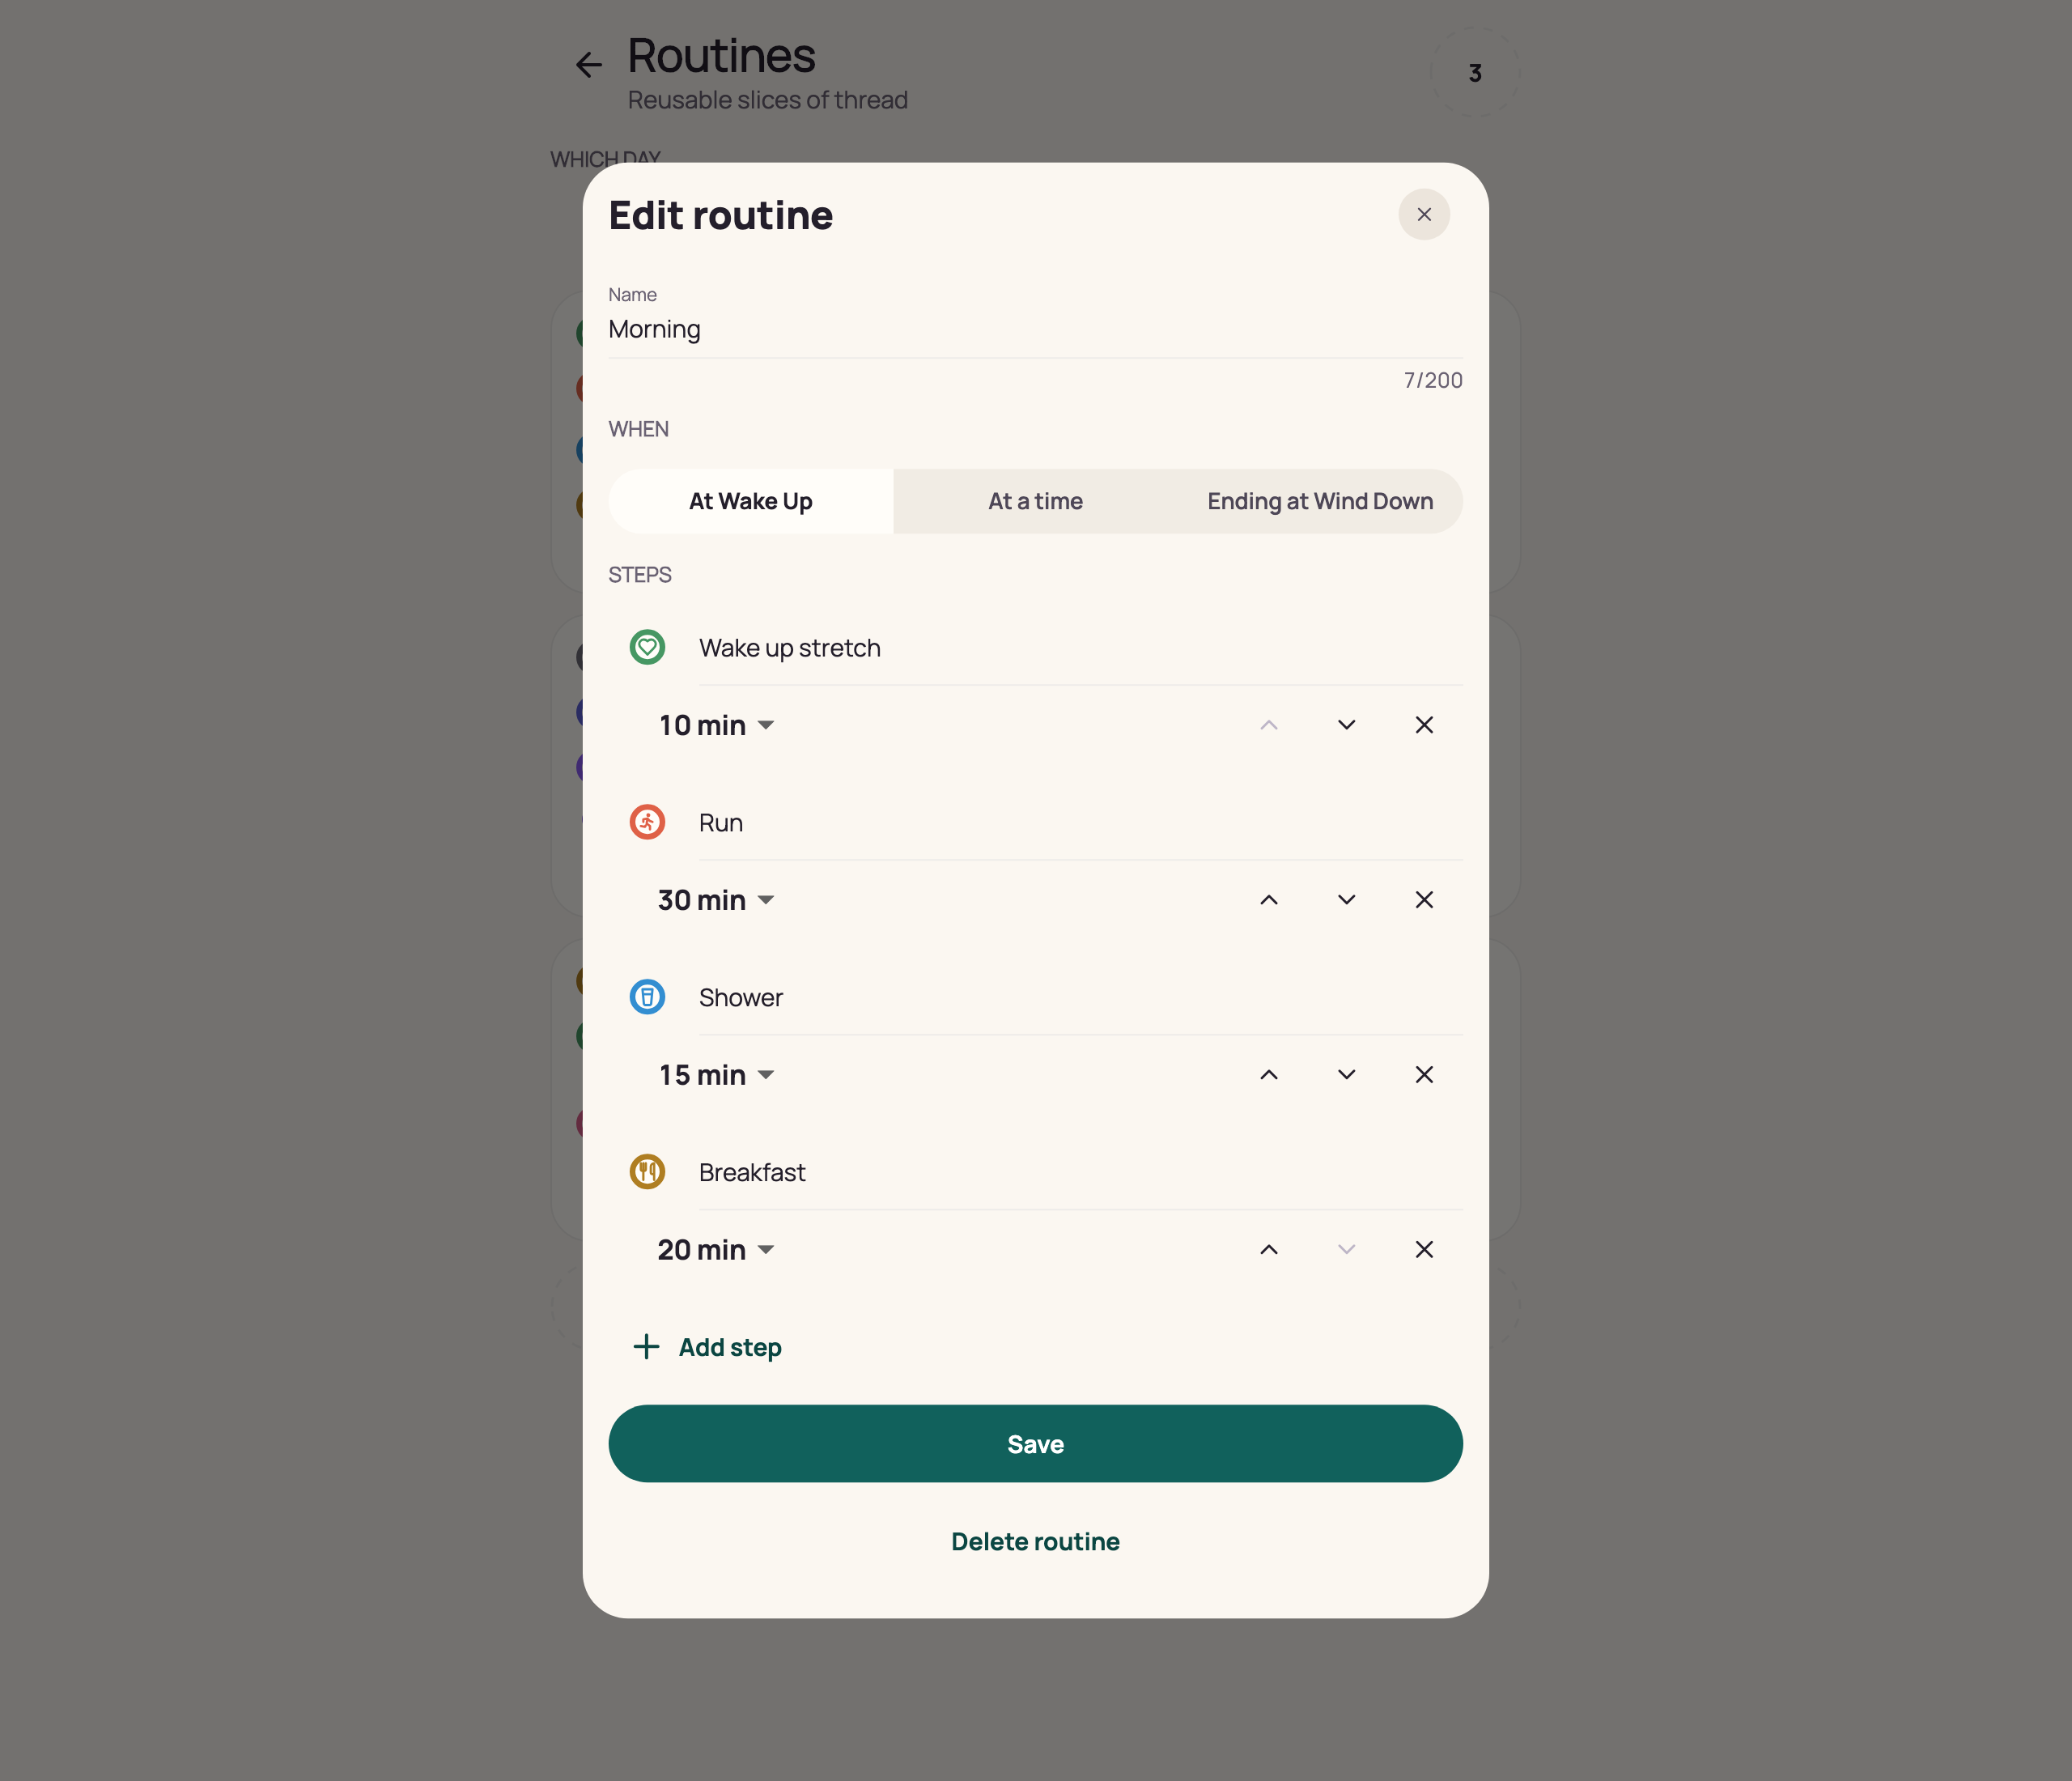 Routines
Reusable slices of thread
3
WHICH DAY
Edit routine
Name
Morning
7/200
WHEN
At Wake Up
At a time
Ending at Wind Down
STEPS
Wake up stretch
10 min
Run
30 min
Shower
15 min
Breakfast
20 min
Add step
Save
Delete routine